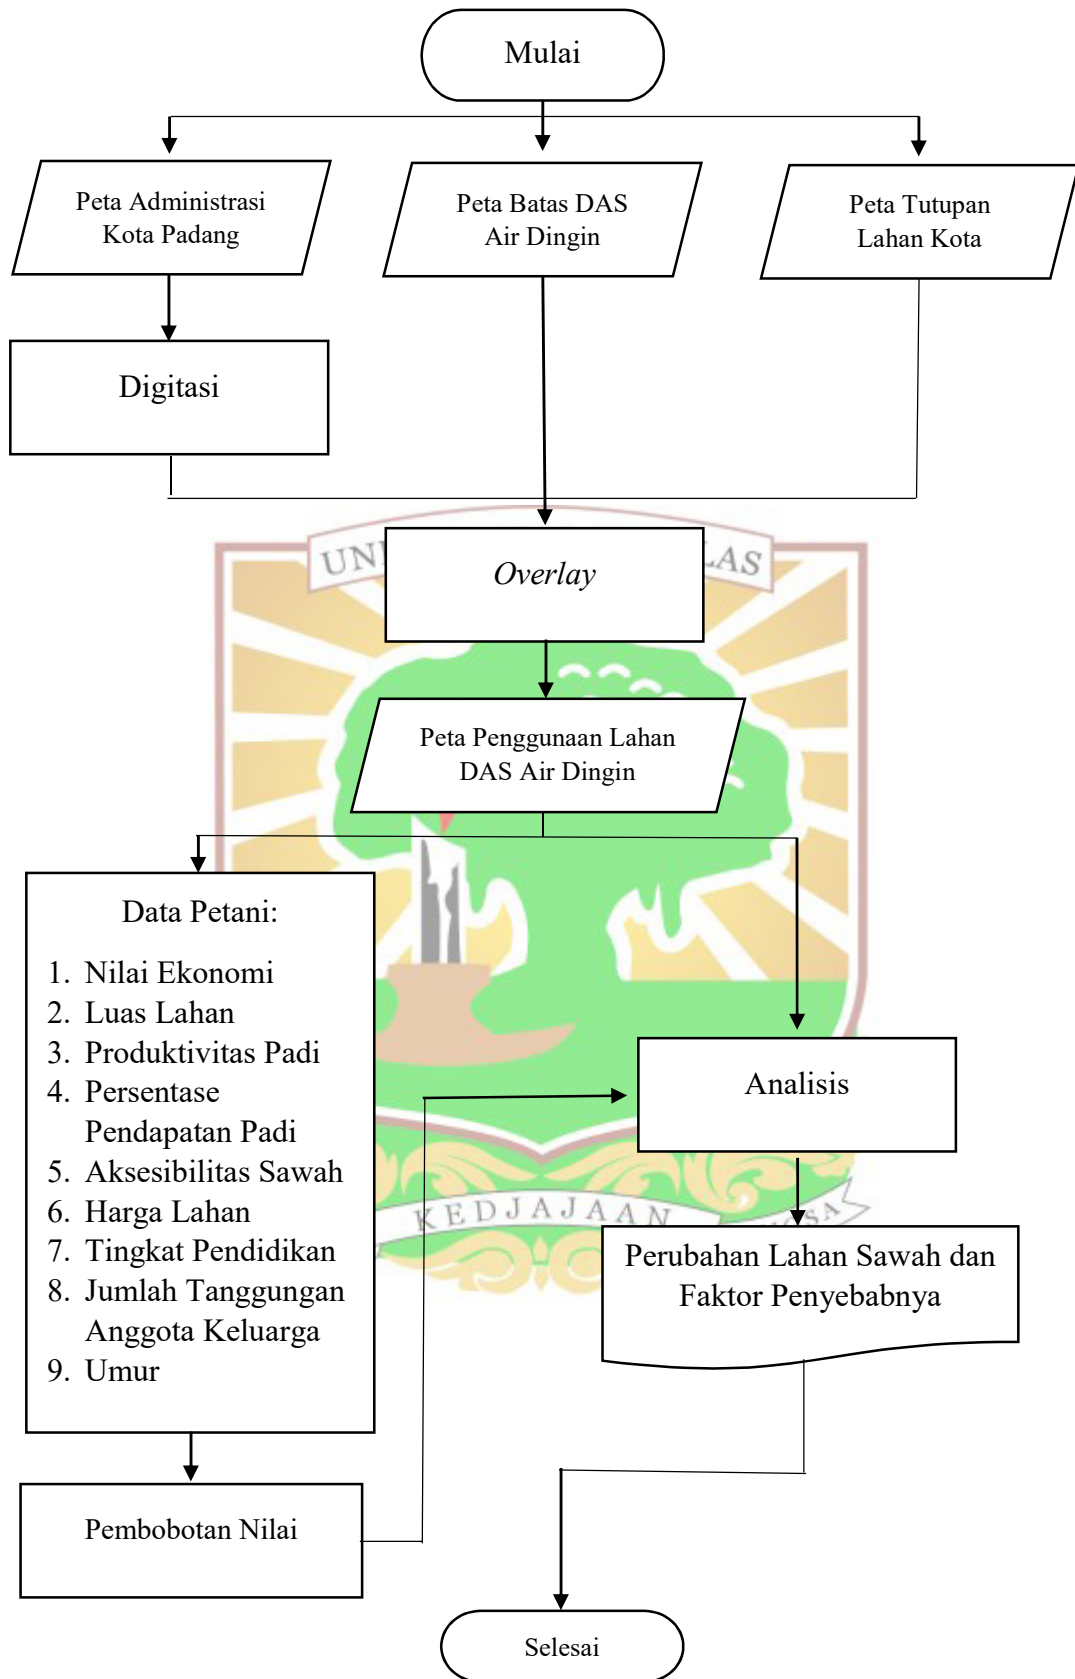 Mulai
Peta Administrasi
Kota Padang
Peta Batas DAS
Air Dingin
Peta Tutupan
Lahan Kota
Digitasi
UNI
LAS
Overlay
Peta Penggunaan Lahan
DAS Air Dingin
Data Petani:
1. Nilai Ekonomi
2. Luas Lahan
3. Produktivitas Padi
4. Persentase
Pendapatan Padi
5. Aksesibilitas Sawah
6. Harga Lahan
7. Tingkat Pendidikan
8. Jumlah Tanggungan
Anggota Keluarga
9. Umur
Analisis
KEDJAJAAN
Perubahan Lahan Sawah dan
Faktor Penyebabnya
Pembobotan Nilai
Selesai